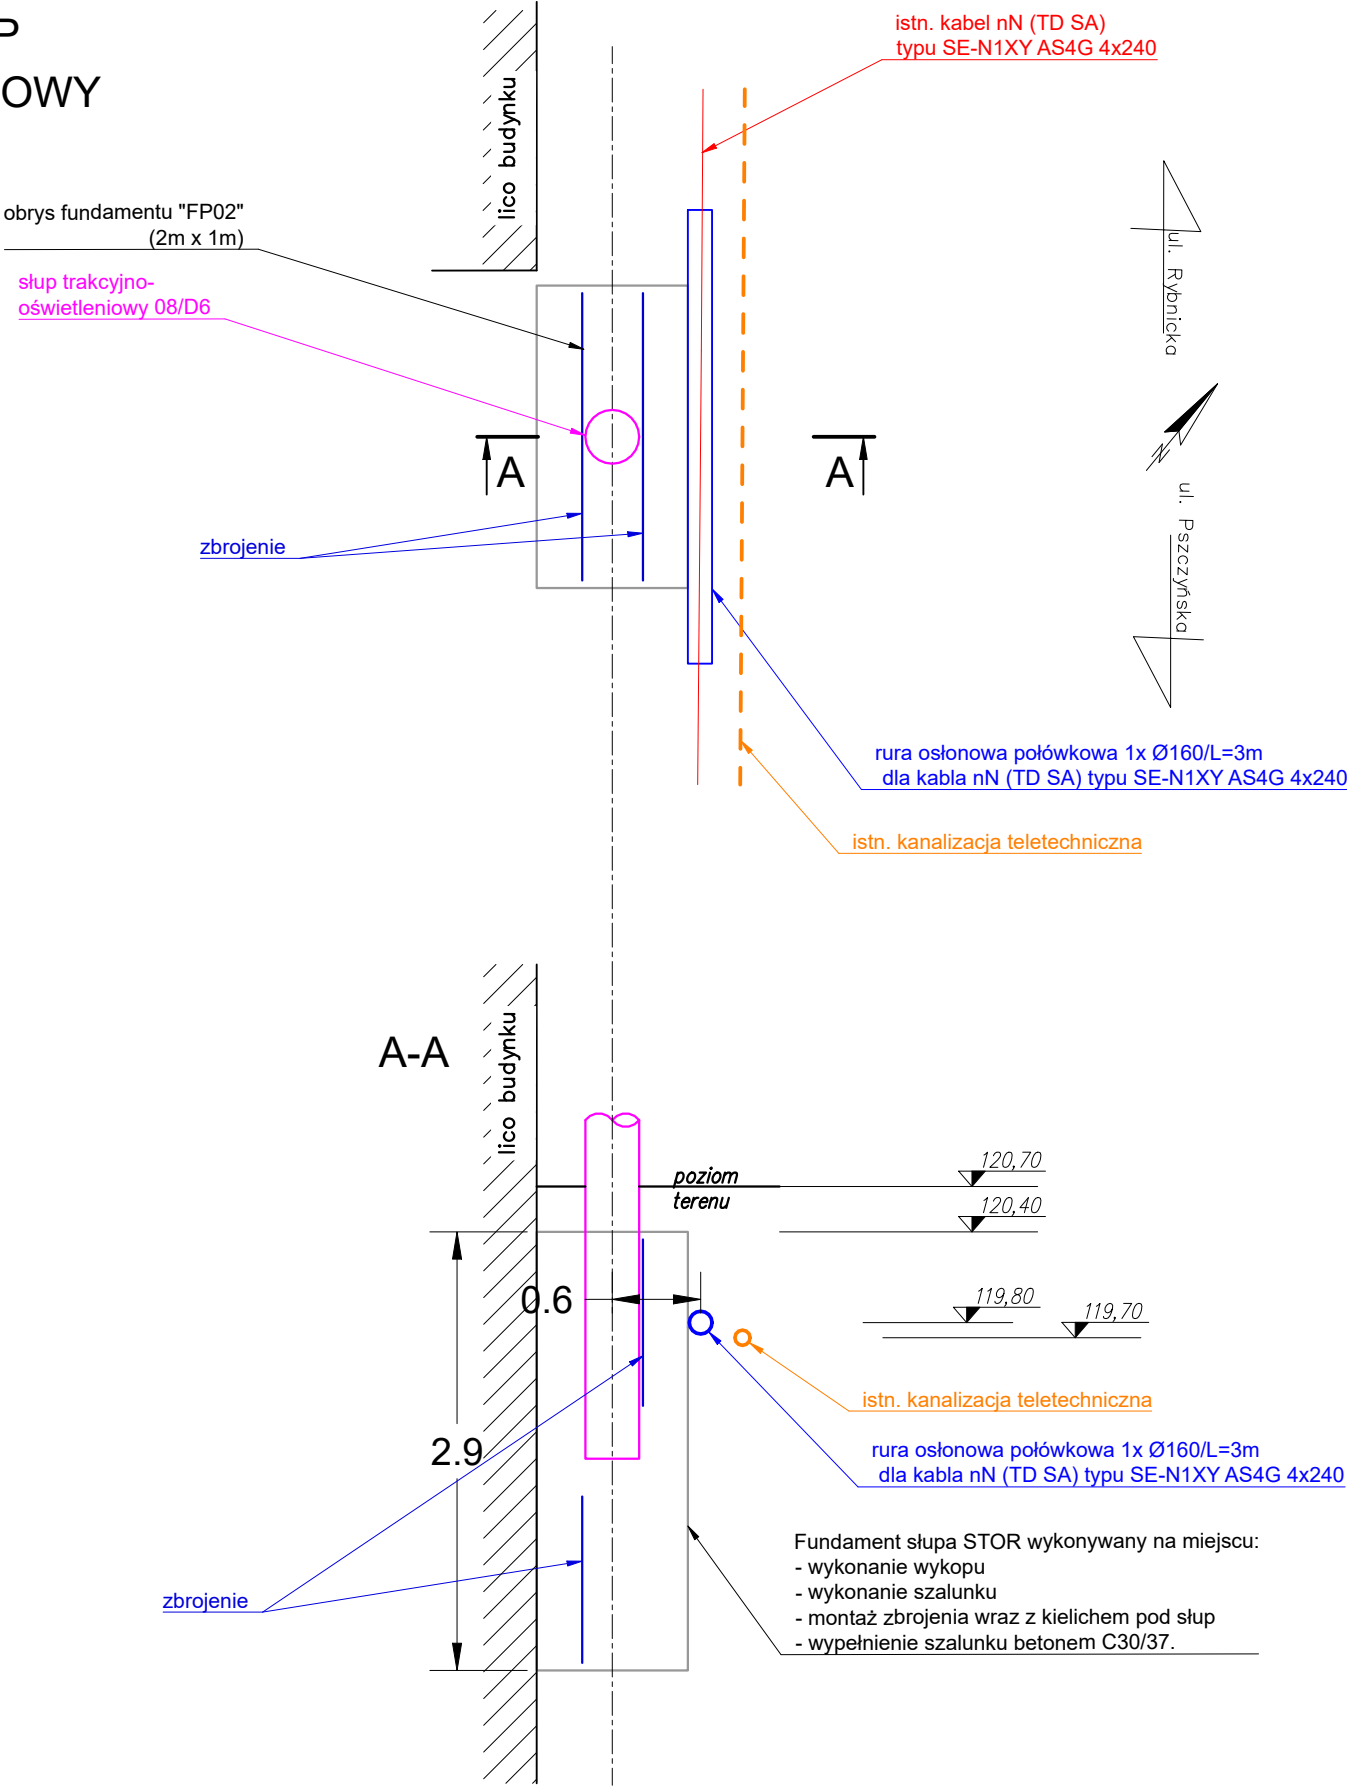 OWY
istn. kabel nN (TD SA)
typu SE-N1XY AS4G 4x240
lico budynku
obrys fundamentu "FP02"
(2m x 1m)
słup trakcyjno-
oświetleniowy 08/D6
ul. Rybnicka
N
A
A
ul. Pszczyńska
zbrojenie
rura osłonowa połówkowa 1x Ø160/L=3m
dla kabla nN (TD SA) typu SE-N1XY AS4G 4x240
istn. kanalizacja teletechniczna
A-A
lico budynku
poziom
terenu
120,70
120,40
0.6
119,80
119,70
istn. kanalizacja teletechniczna
2.9
rura osłonowa połówkowa 1x Ø160/L=3m
dla kabla nN (TD SA) typu SE-N1XY AS4G 4x240
Fundament słupa STOR wykonywany na miejscu:
- wykonanie wykopu
- wykonanie szalunku
- montaż zbrojenia wraz z kielichem pod słup
- wypełnienie szalunku betonem C30/37.
zbrojenie